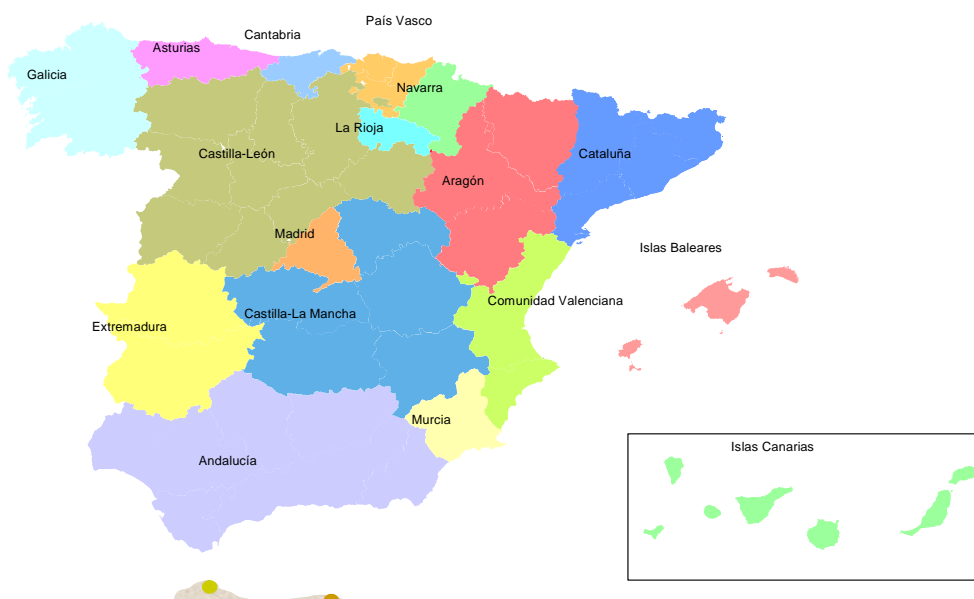 País Vasco
Cantabria
Asturias
Galicia
Navarra
La Rioja
Castilla-León
Cataluña
Aragón
Madrid
Islas Baleares
Comunidad Valenciana
Castilla-La Mancha
Extremadura
Murcia
Islas Canarias
Andalucía